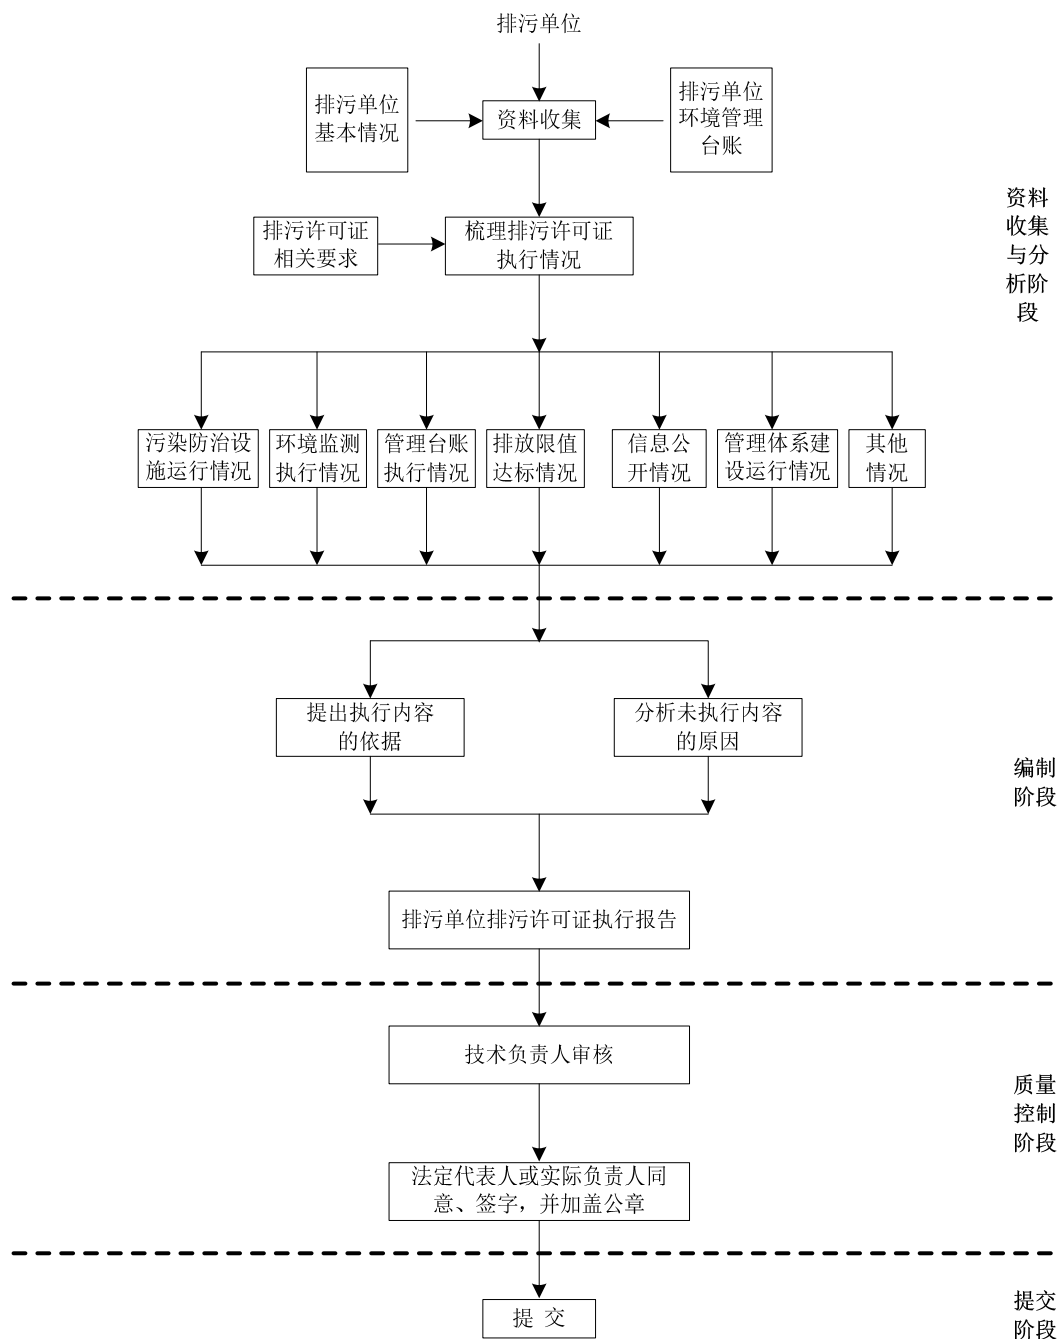 排污单位
排污单位
基本情况
资料收集
排污单位
环境管理
台账
资料
收集
与分
析阶
段
排污许可证
相关要求
梳理排污许可证
执行情况
污染防治设
施运行情况
环境监测
执行情况
管理台账
执行情况
排放限值
达标情况
信息公
开情况
管理体系建
设运行情况
其他
情况
提出执行内容
的依据
分析未执行内容
的原因
编制
阶段
排污单位排污许可证执行报告
技术负责人审核
质量
控制
阶段
法定代表人或实际负责人同
意、签字，并加盖公章
提 交
提交
阶段